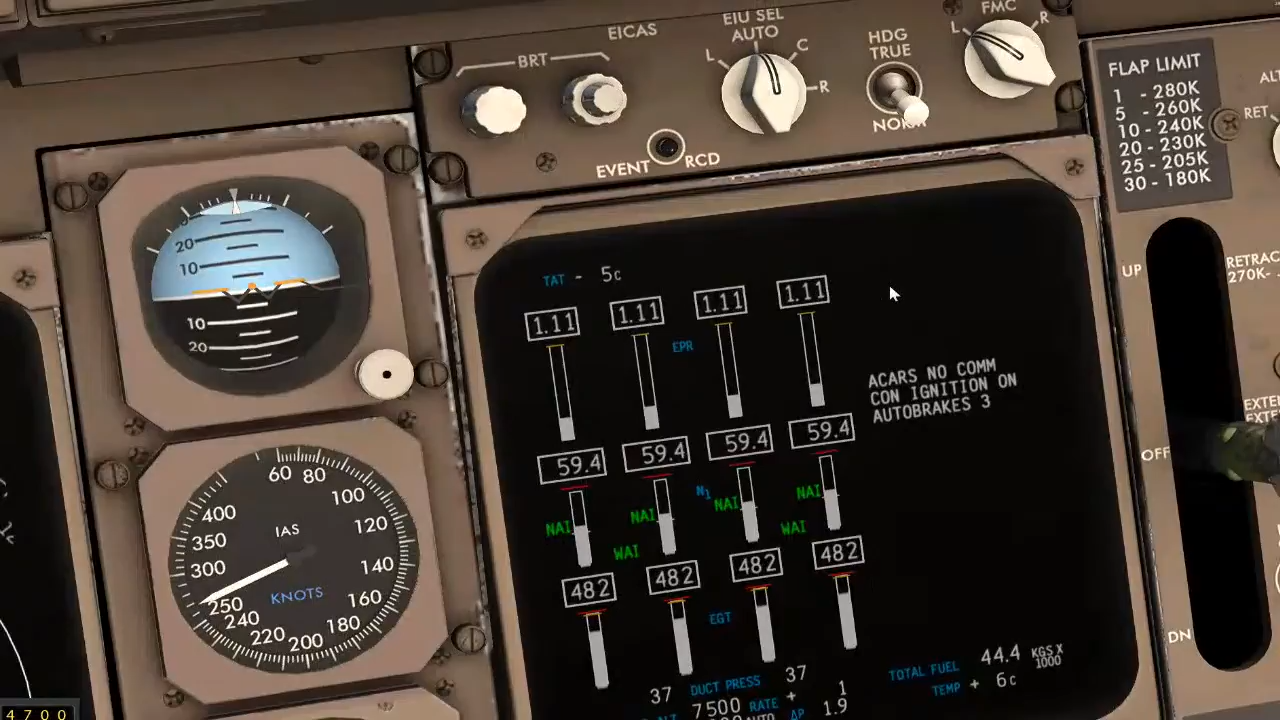 EICAS
BRT
EIU SEL
AUTO
L
C
R
HDG
TRUE
NORM
FMC
L
R
EVENT
RCD
FLAP LIMIT
1 - 280K
5 - 260K
10 - 240K
20 - 230K
25 - 205K
30 - 180K
RET
UP
OFF
DN
20
10
10
20
TAT - 5c
1.11 1.11 1.11 1.11
EPR
ACARS NO COMM
CON IGNITION ON
AUTOBRAKES 3
59.4 59.4 59.4 59.4
N1
NAI NAI NAI NAI
WAI WAI
482 482 482 482
EGT
37 DUCT PRESS 37
7500 RATE + 1
AUTO ΔP 1.9
TOTAL FUEL 44.4 KGS X
1000
TEMP + 6c
60
80
100
120
140
160
180
200
220
240
250
300
350
400
IAS
KNOTS
4700